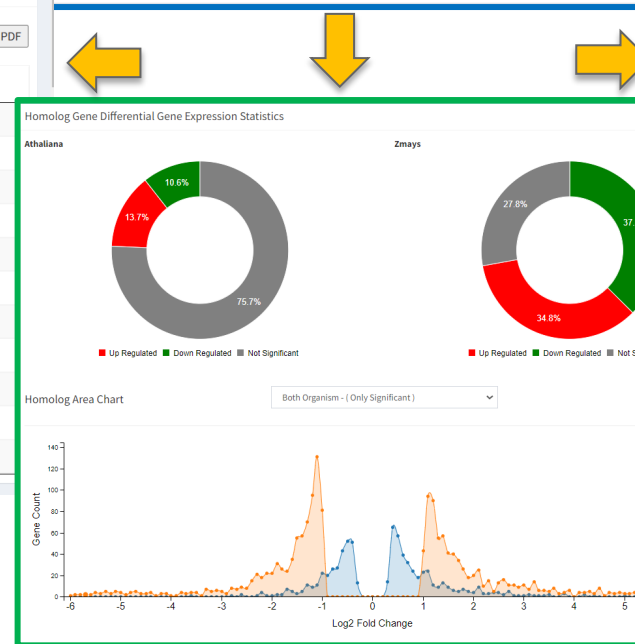 PDF
Homolog Gene Differential Gene Expression Statistics
Athaliana
Zmays
10.6%
13.7%
75.7%
27.8%
37.
34.8%
Up Regulated Down Regulated Not Significant
Up Regulated Down Regulated Not S
Homolog Area Chart
Both Organism - ( Only Significant )
140
120
100
80
60
40
20
0
Gene Count
-6 -5 -4 -3 -2 -1 0 1 2 3 4 5
Log2 Fold Change